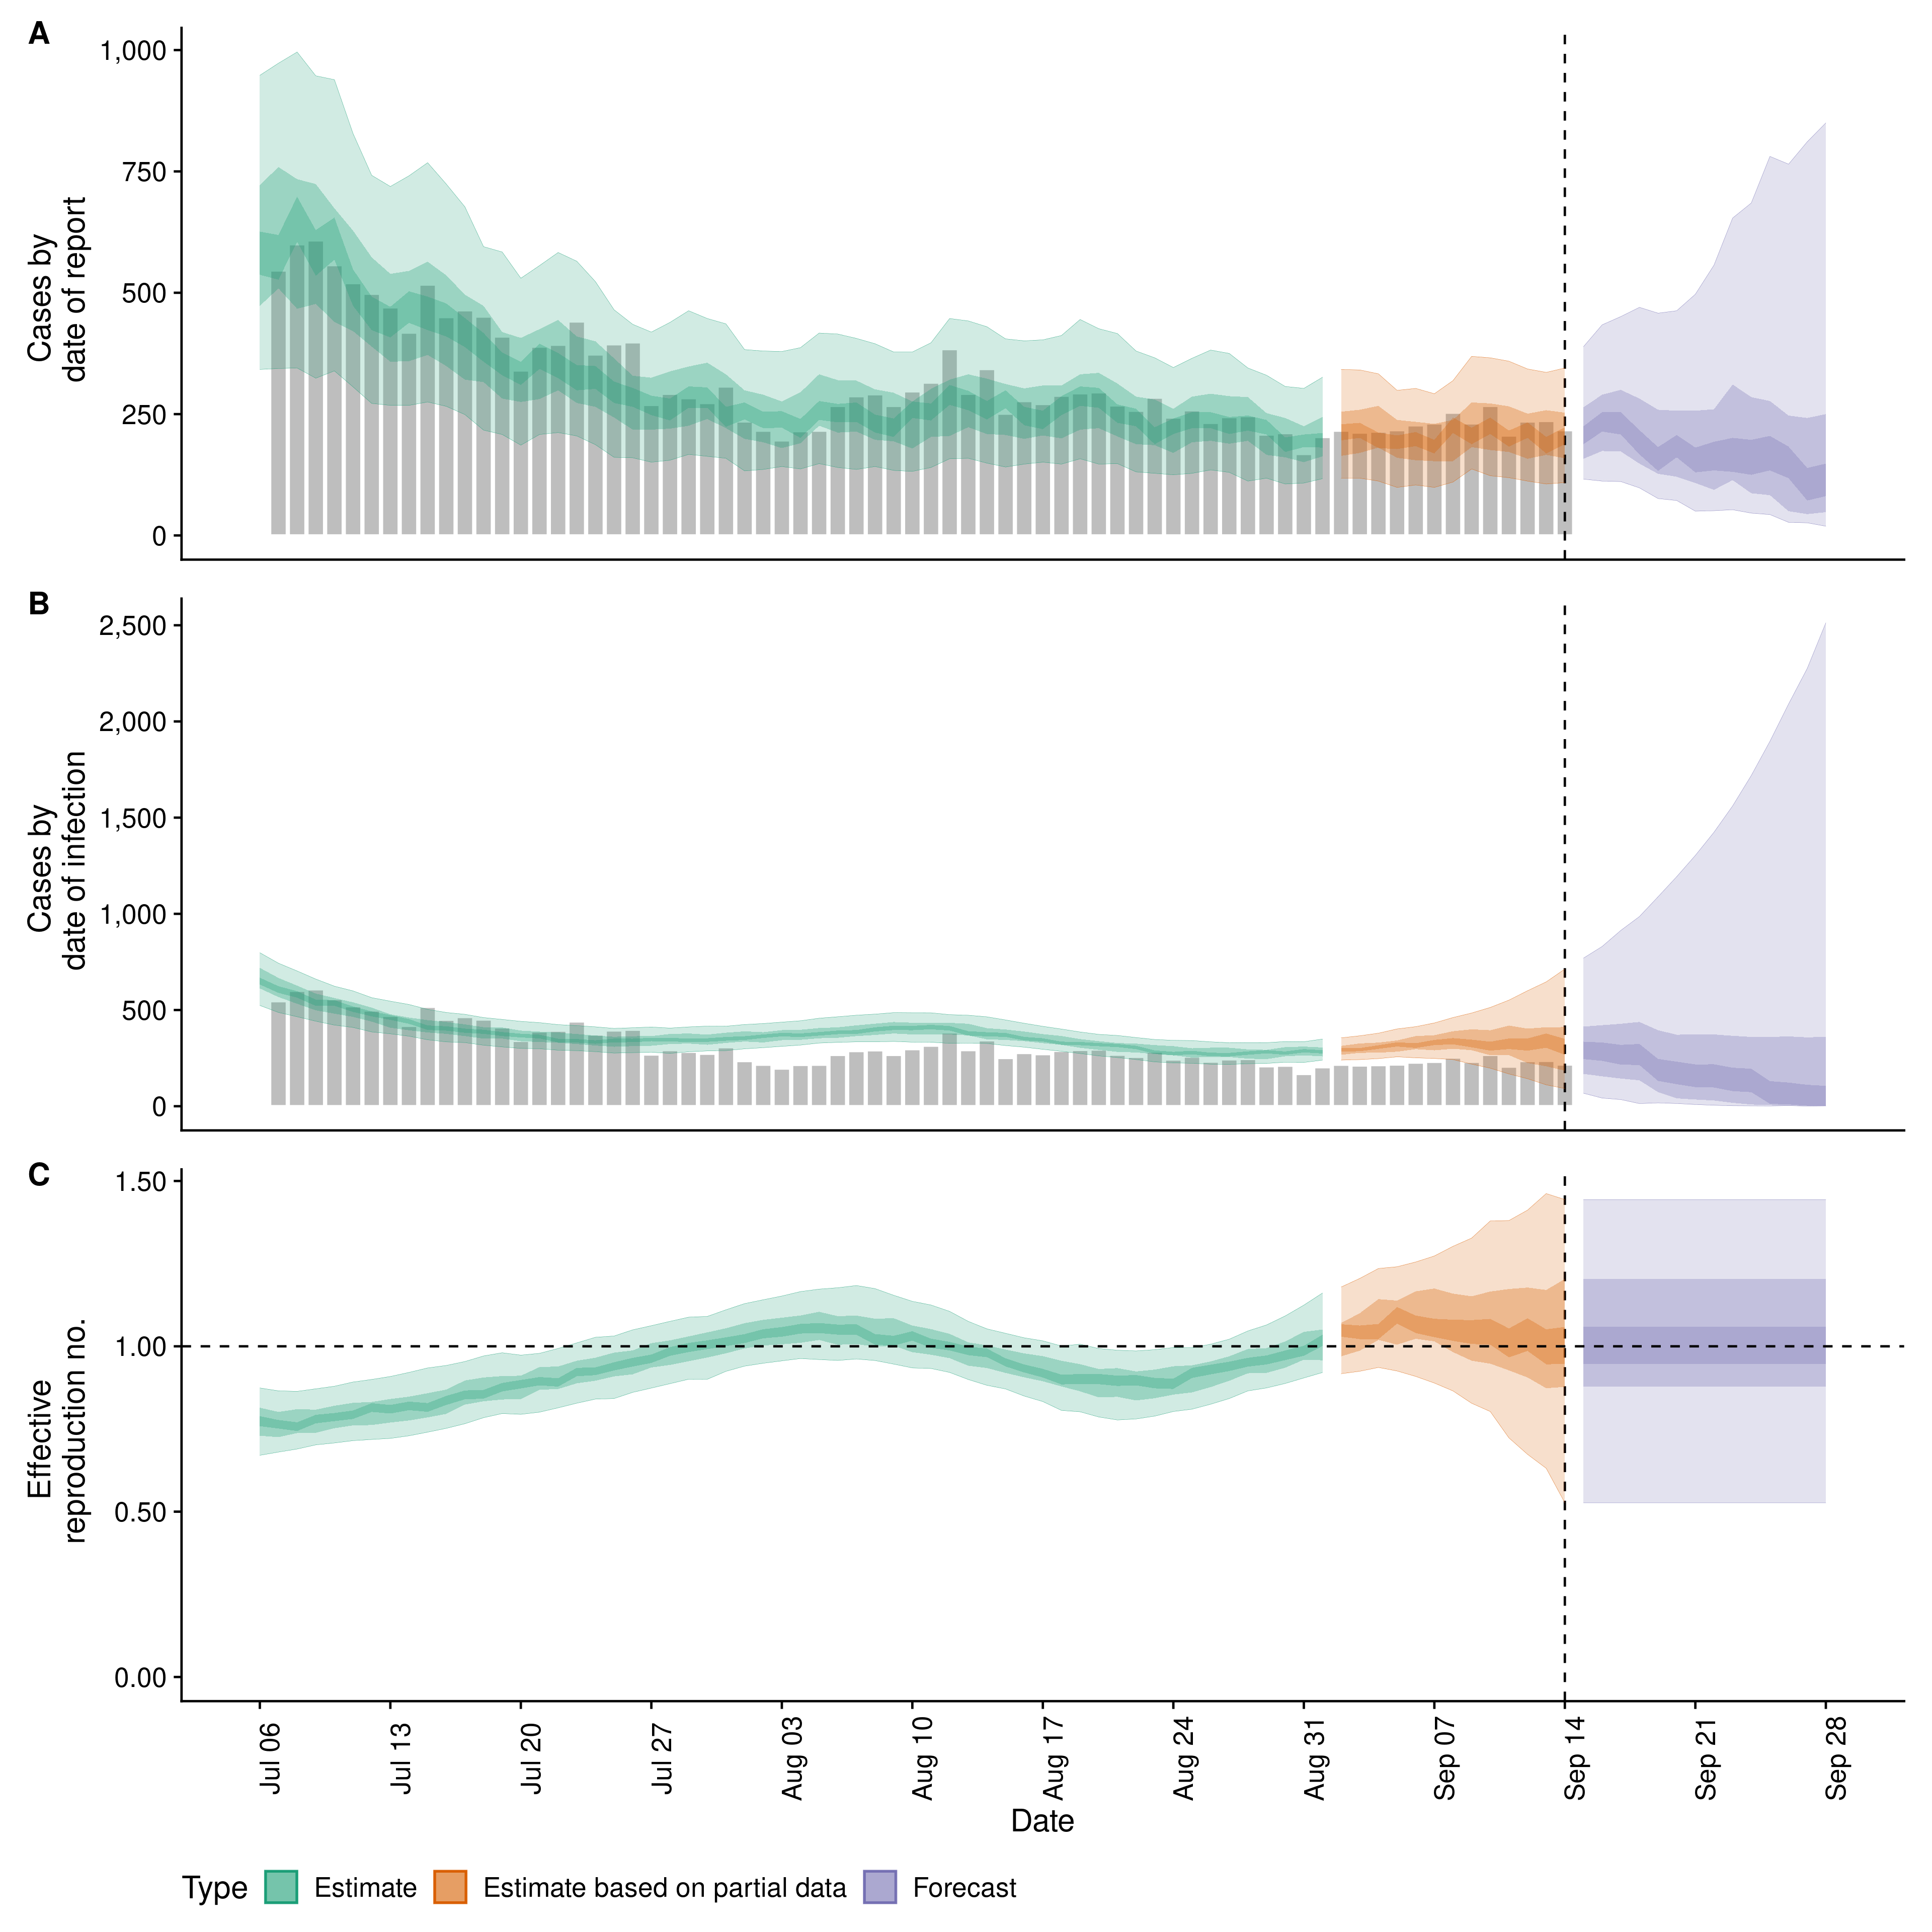 A
1,000
750
500
250
0
Cases by
date of report
B
2,500
2,000
1,500
1,000
500
0
Cases by
date of infection
C
1.50
1.00
0.50
0.00
Effective
reproduction no.
Jul 06
Jul 13
Jul 20
Jul 27
Aug 03
Aug 10
Aug 17
Aug 24
Aug 31
Sep 07
Sep 14
Sep 21
Sep 28
Date
Type Estimate Estimate based on partial data Forecast